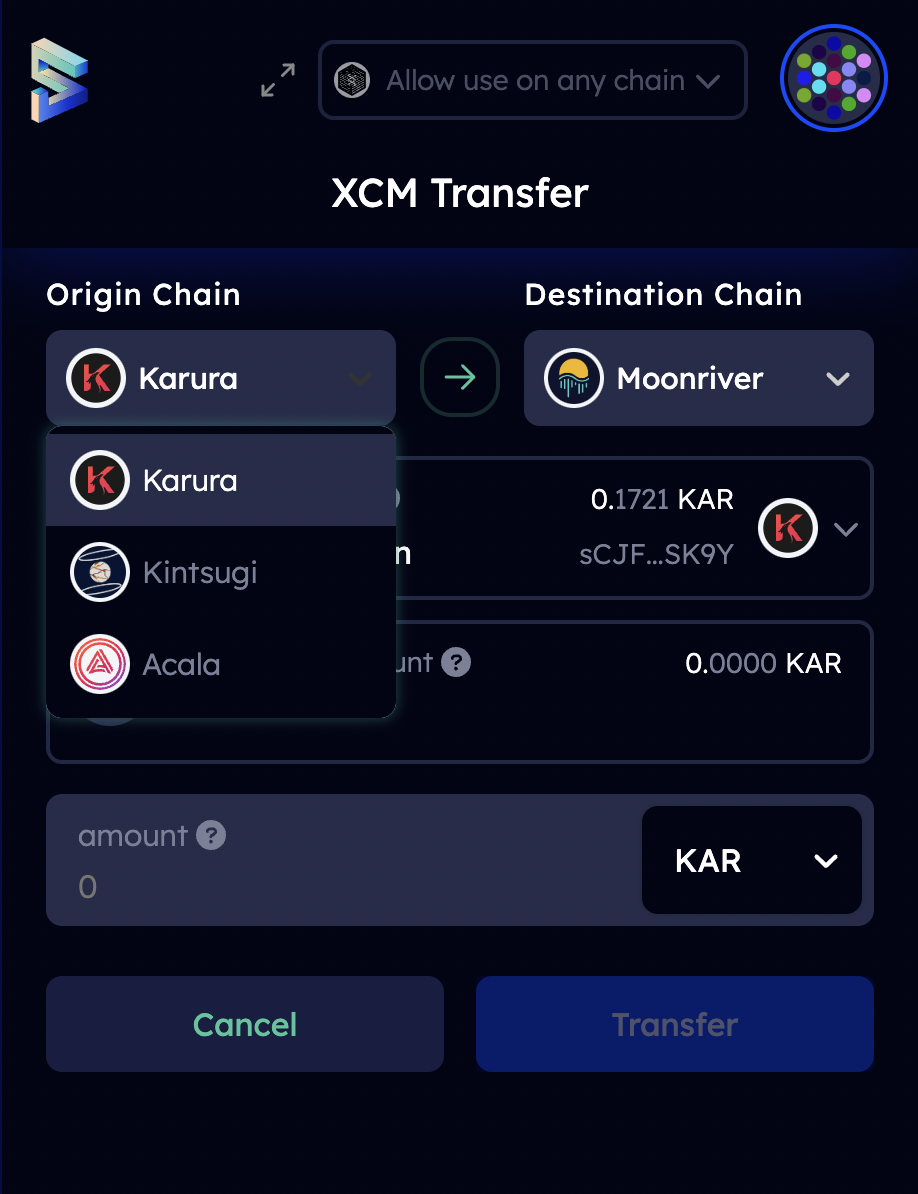 Allow use on any chain
XCM Transfer
Origin Chain
Destination Chain
Karura
Moonriver
Karura
0.1721 KAR
sCJF...SK9Y
Kintsugi
Acala
0.0000 KAR
amount
0
KAR
Cancel
Transfer